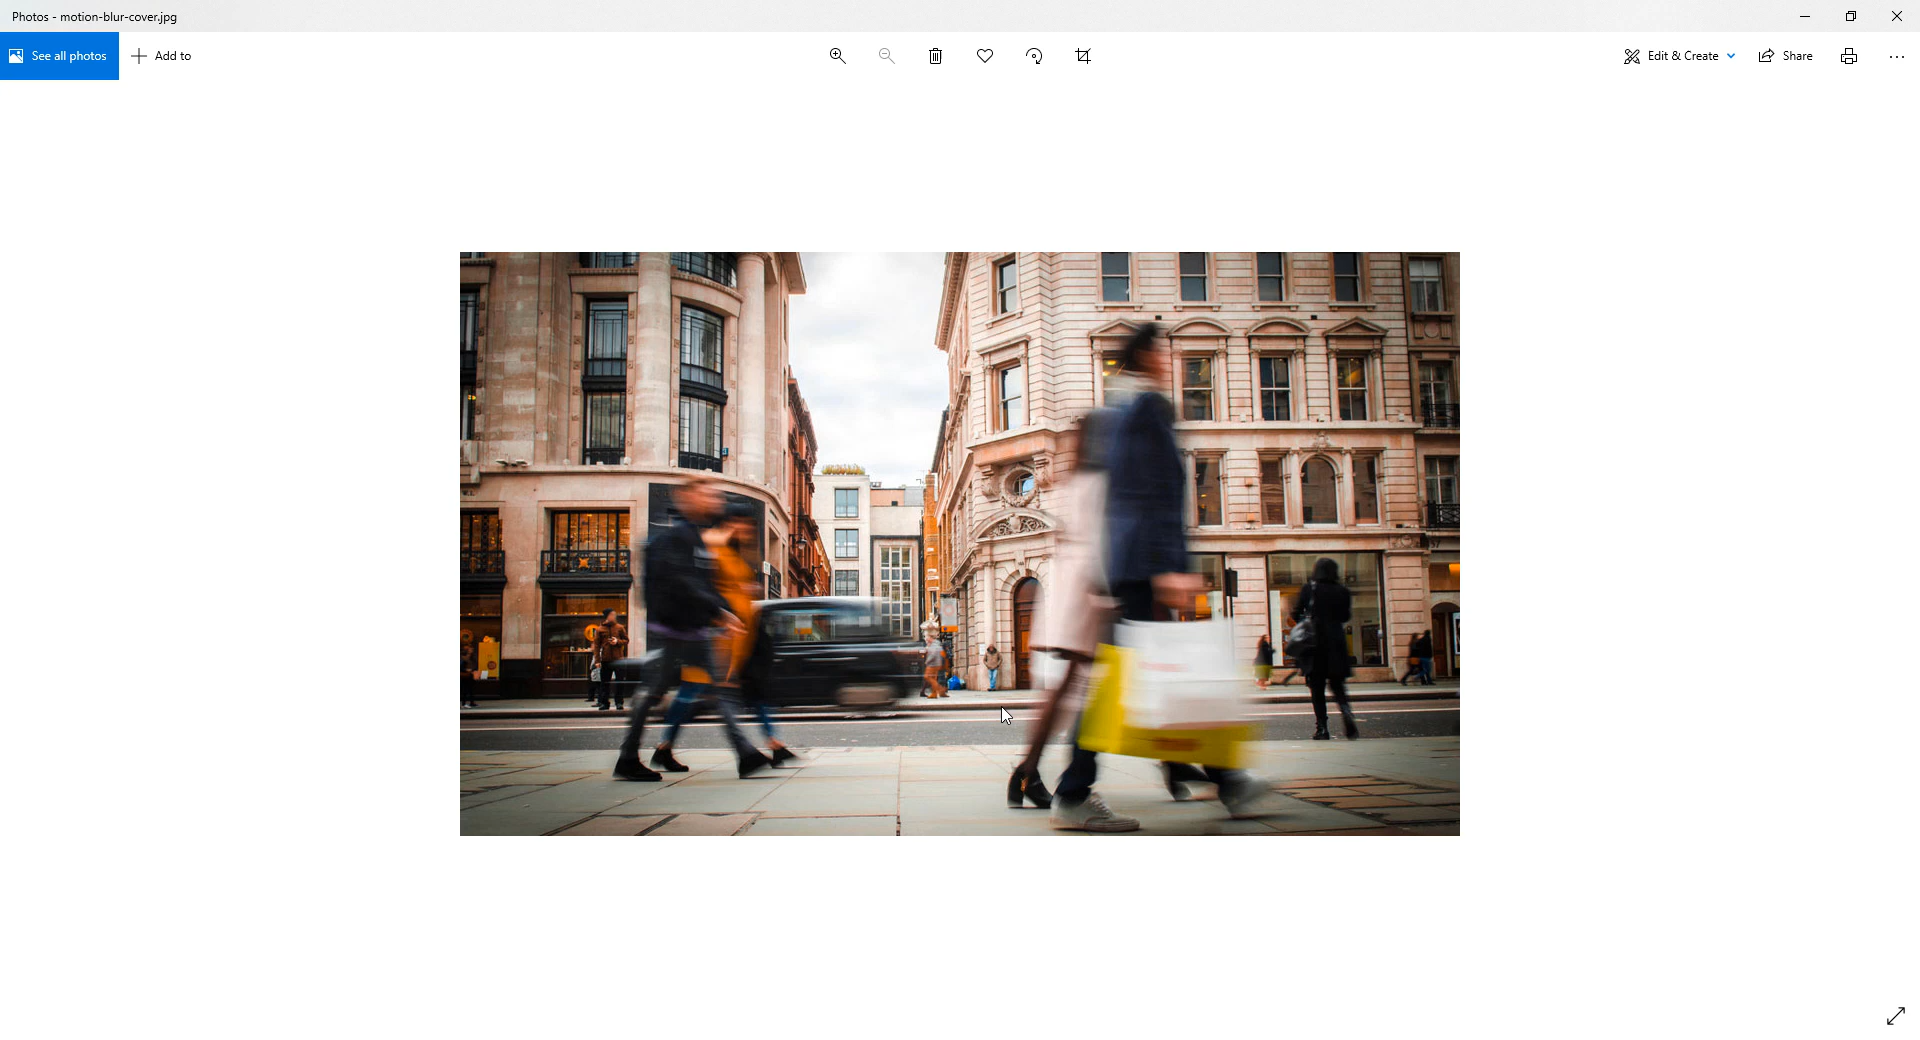 Photos - motion-blur-cover.jpg
See all photos
Add to
Edit & Create
Share